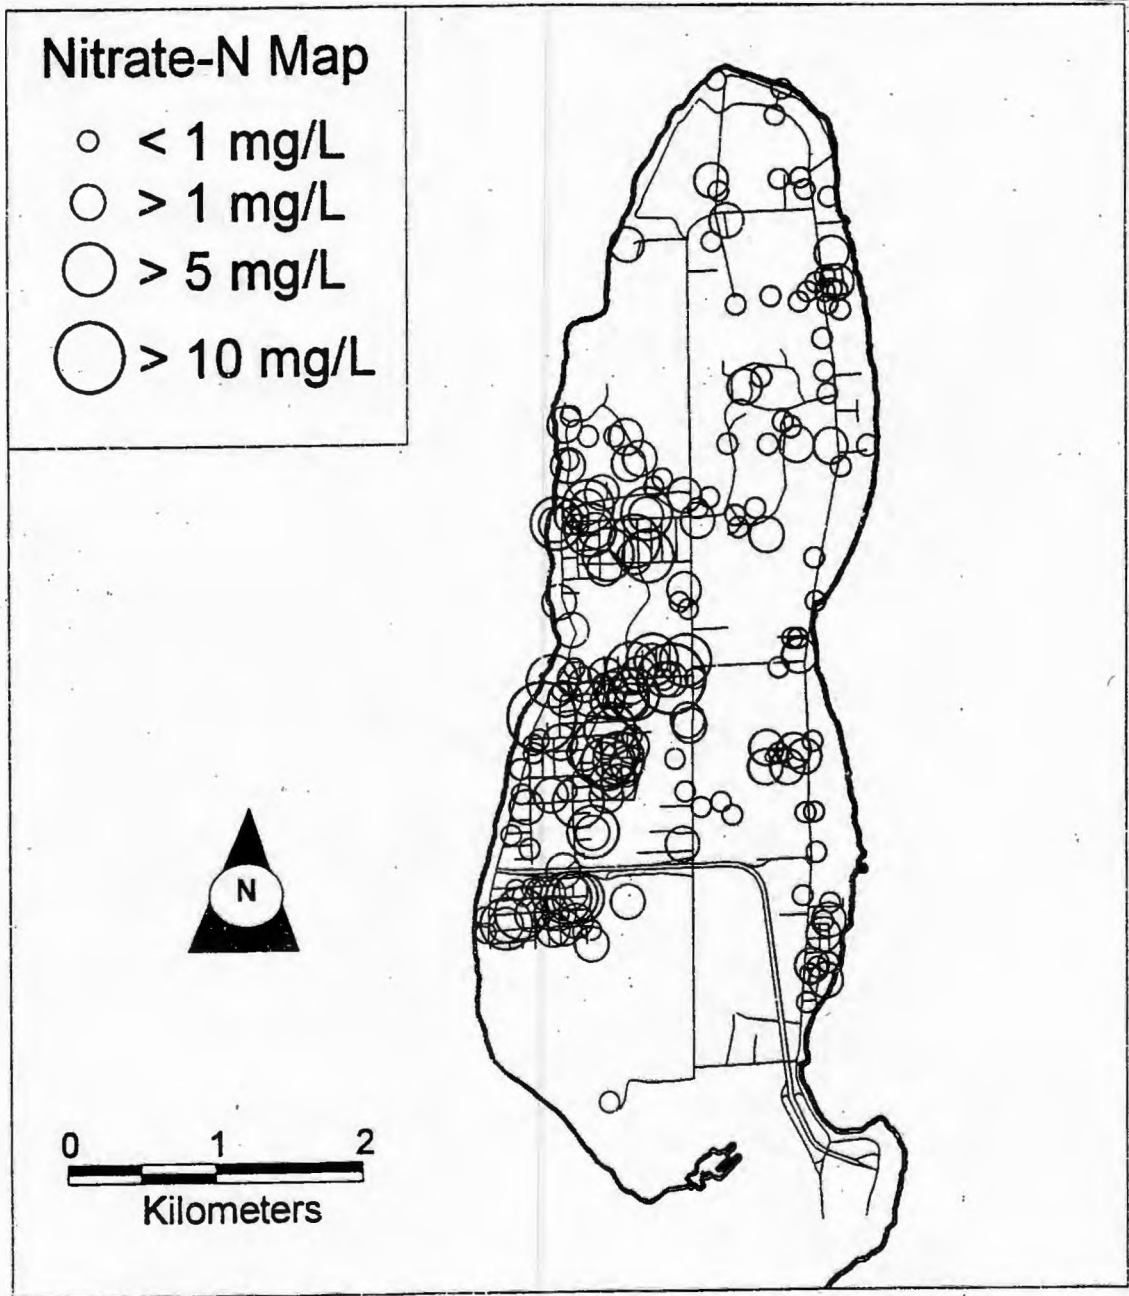 Nitrate-N Map
< 1 mg/L
> 1 mg/L
> 5 mg/L
> 10 mg/L
N
0 1 2
Kilometers